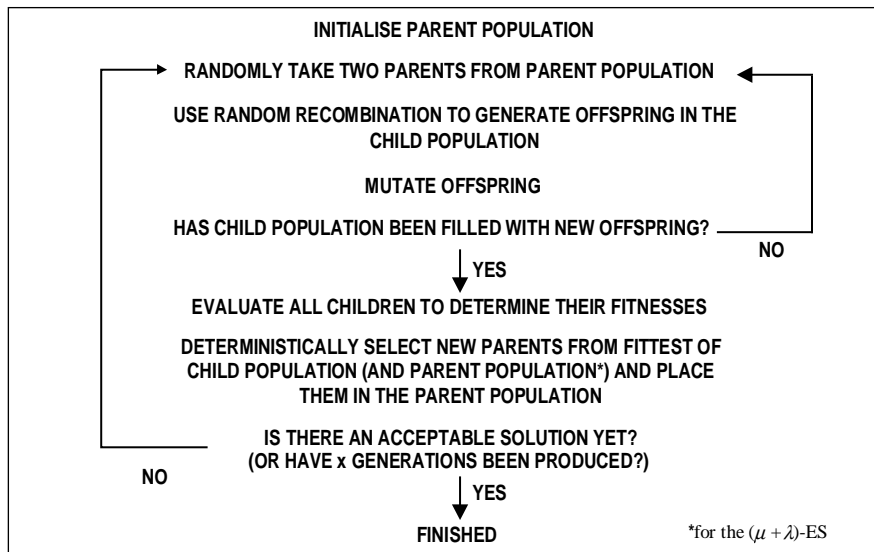 INITIALISE PARENT POPULATION
RANDOMLY TAKE TWO PARENTS FROM PARENT POPULATION
USE RANDOM RECOMBINATION TO GENERATE OFFSPRING IN THE
CHILD POPULATION
MUTATE OFFSPRING
HAS CHILD POPULATION BEEN FILLED WITH NEW OFFSPRING?
NO
YES
EVALUATE ALL CHILDREN TO DETERMINE THEIR FITNESSES
DETERMINISTICALLY SELECT NEW PARENTS FROM FITTEST OF
CHILD POPULATION (AND PARENT POPULATION*) AND PLACE
THEM IN THE PARENT POPULATION
IS THERE AN ACCEPTABLE SOLUTION YET?
(OR HAVE x GENERATIONS BEEN PRODUCED?)
NO
YES
FINISHED
*for the (μ + λ)-ES